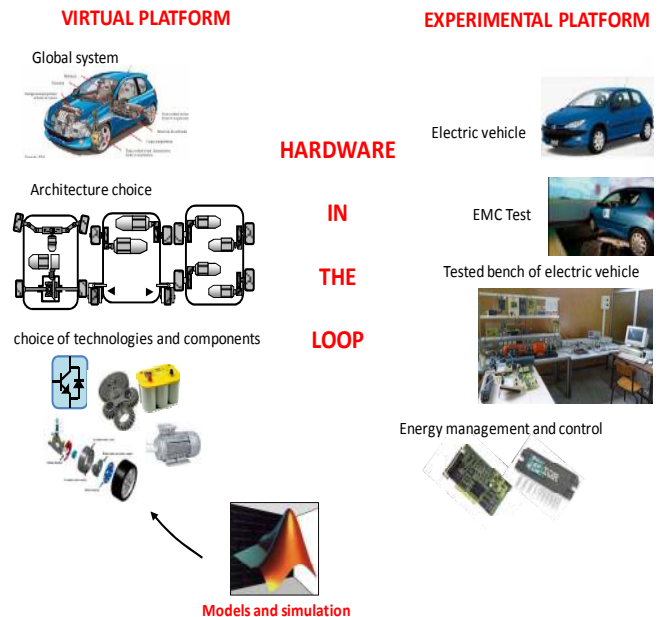 VIRTUAL PLATFORM
Global system
Architecture choice
choice of technologies and components
Models and simulation
HARDWARE
IN
THE
LOOP
EXPERIMENTAL PLATFORM
Electric vehicle
EMC Test
Tested bench of electric vehicle
Energy management and control